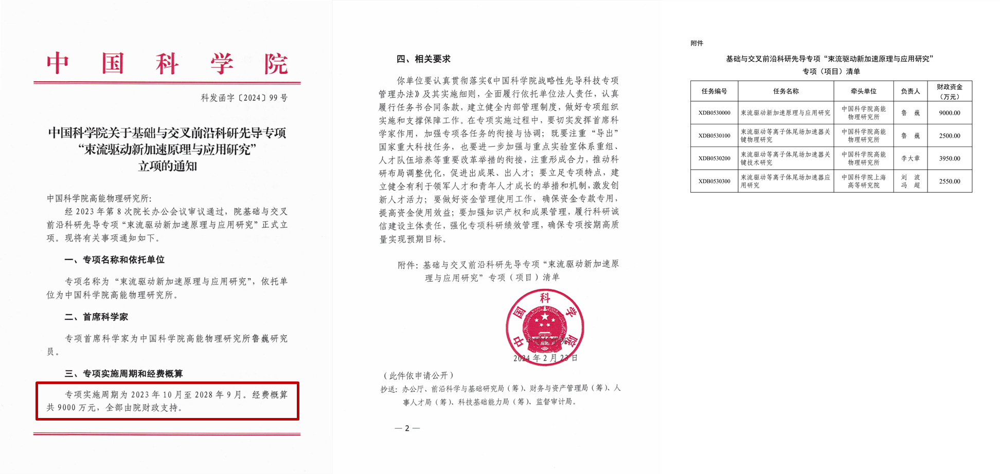 中国科学院
科发函字〔2024〕99号
中国科学院关于基础与交叉前沿科研先导专项
“束流驱动新加速原理与应用研究”
立项的通知
中国科学院高能物理研究所：
经2023年第8次院长办公会议审议通过，院基础与交叉
前沿科研先导专项“束流驱动新加速原理与应用研究”正式立
项。现将有关事项通知如下。
一、专项名称和依托单位
专项名称为“束流驱动新加速原理与应用研究”，依托单
位为中国科学院高能物理研究所。
二、首席科学家
专项首席科学家为中国科学院高能物理研究所鲁巍研究
员。
三、专项实施周期和经费概算
专项实施周期为2023年10月至2028年9月。经费概算
共9000万元，全部由院财政支持。
四、相关要求
你单位要认真贯彻落实《中国科学院战略性先导科技专项
管理办法》及其实施细则，全面履行依托单位法人责任，认真
履行任务书合同条款，建立健全内部管理制度，做好专项组织
实施和支撑保障工作。在专项实施过程中，要切实发挥首席科
学家作用，加强专项各任务的衔接与协调；既要注重“导出”
国家重大科技任务，也要进一步加强与重点实验室体系重组、
人才队伍培养等重要改革举措的衔接，注重形成合力，推动科
研布局调整优化，促进出成果、出人才；要立足专项特点，建
立健全有利于领军人才和青年人才成长的举措和机制，激发创
新人才活力；要做好资金管理使用工作，确保资金专款专用，
提高资金使用效益；要加强知识产权和成果管理，履行科研诚
信建设主体责任，强化专项科研绩效管理，确保专项按期高质
量实现预期目标。
附件：基础与交叉前沿科研先导专项“束流驱动新加速原
理与应用研究”专项（项目）清单
中国科学院
中国科学院
2024年2月23日
（此件依申请公开）
抄送：办公厅、前沿科学与基础研究局（筹）、财务与资产管理局（筹）、人
事人才局（筹）、科技基础能力局（筹）、监督审计局。
— 2 —
附件
基础与交叉前沿科研先导专项“束流驱动新加速原理与应用研究”
专项（项目）清单
任务编号 任务名称 牵头单位 负责人 财政资金
（万元）
XDB0530000 束流驱动新加速原理与应用研究 中国科学院高能
物理研究所 鲁 巍 9000.00
XDB0530100 束流驱动等离子体尾场加速器关
键物理研究 中国科学院高能
物理研究所 鲁 巍 2500.00
XDB0530200 束流驱动等离子体尾场加速器关
键技术研究 中国科学院高能
物理研究所 李大章 3950.00
XDB0530300 束流驱动等离子体尾场加速器应
用研究 中国科学院上海
高等研究院 刘 波
冯 超 2550.00